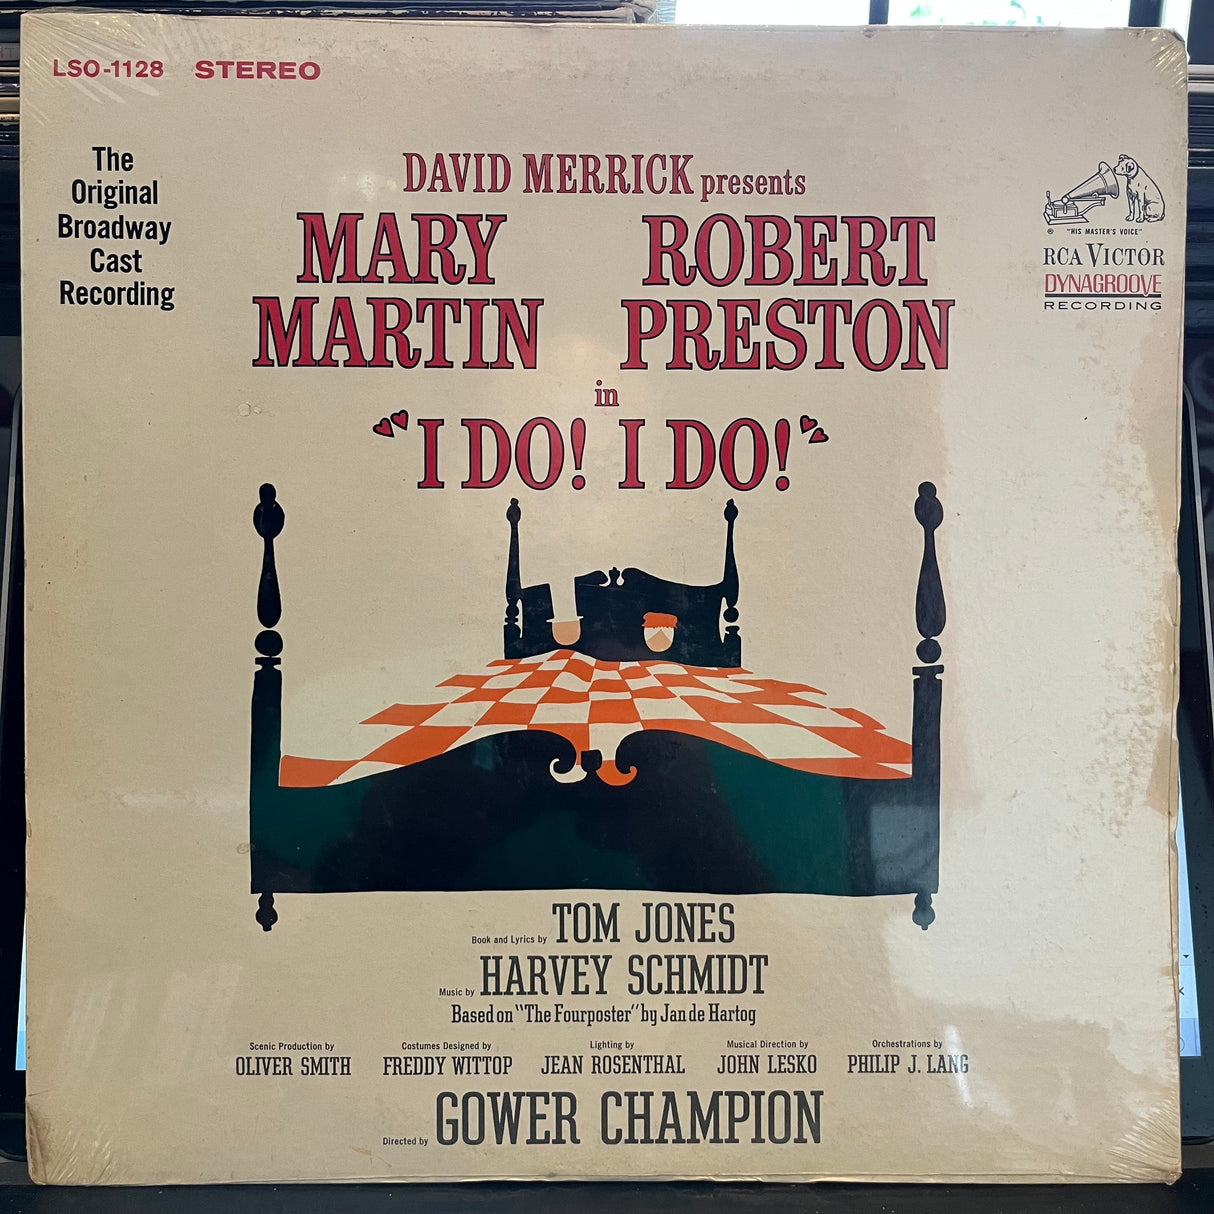 LSO-1128 STEREO
The
Original
Broadway
Cast
Recording
DAVID MERRICK presents
MARY ROBERT
MARTIN PRESTON
in
"I DO! I DO!"
® "HIS MASTER'S VOICE"
RCA VICTOR
DYNAGROOVE
RECORDING
Book and Lyrics by TOM JONES
Music by HARVEY SCHMIDT
Based on "The Fourposter" by Jan de Hartog
Scenic Production by Costumes Designed by Lighting by Musical Direction by Orchestrations by
OLIVER SMITH FREDDY WITTOP JEAN ROSENTHAL JOHN LESKO PHILIP J. LANG
Directed by GOWER CHAMPION